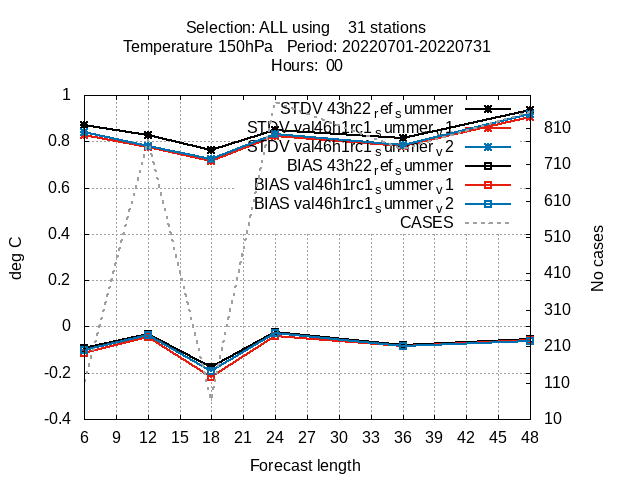 Selection: ALL using    31 stations
Temperature 150hPa   Period: 20220701-20220731
Hours:  00
STDV 43h22_ref_summer
STDV val46h1rc1_summer_v1
STDV val46h1rc1_summer_v2
BIAS 43h22_ref_summer
BIAS val46h1rc1_summer_v1
BIAS val46h1rc1_summer_v2
CASES
1
0.8
0.6
0.4
0.2
0
-0.2
-0.4
deg C
810
710
610
510
410
310
210
110
10
No cases
6 9 12 15 18 21 24 27 30 33 36 39 42 45 48
Forecast length